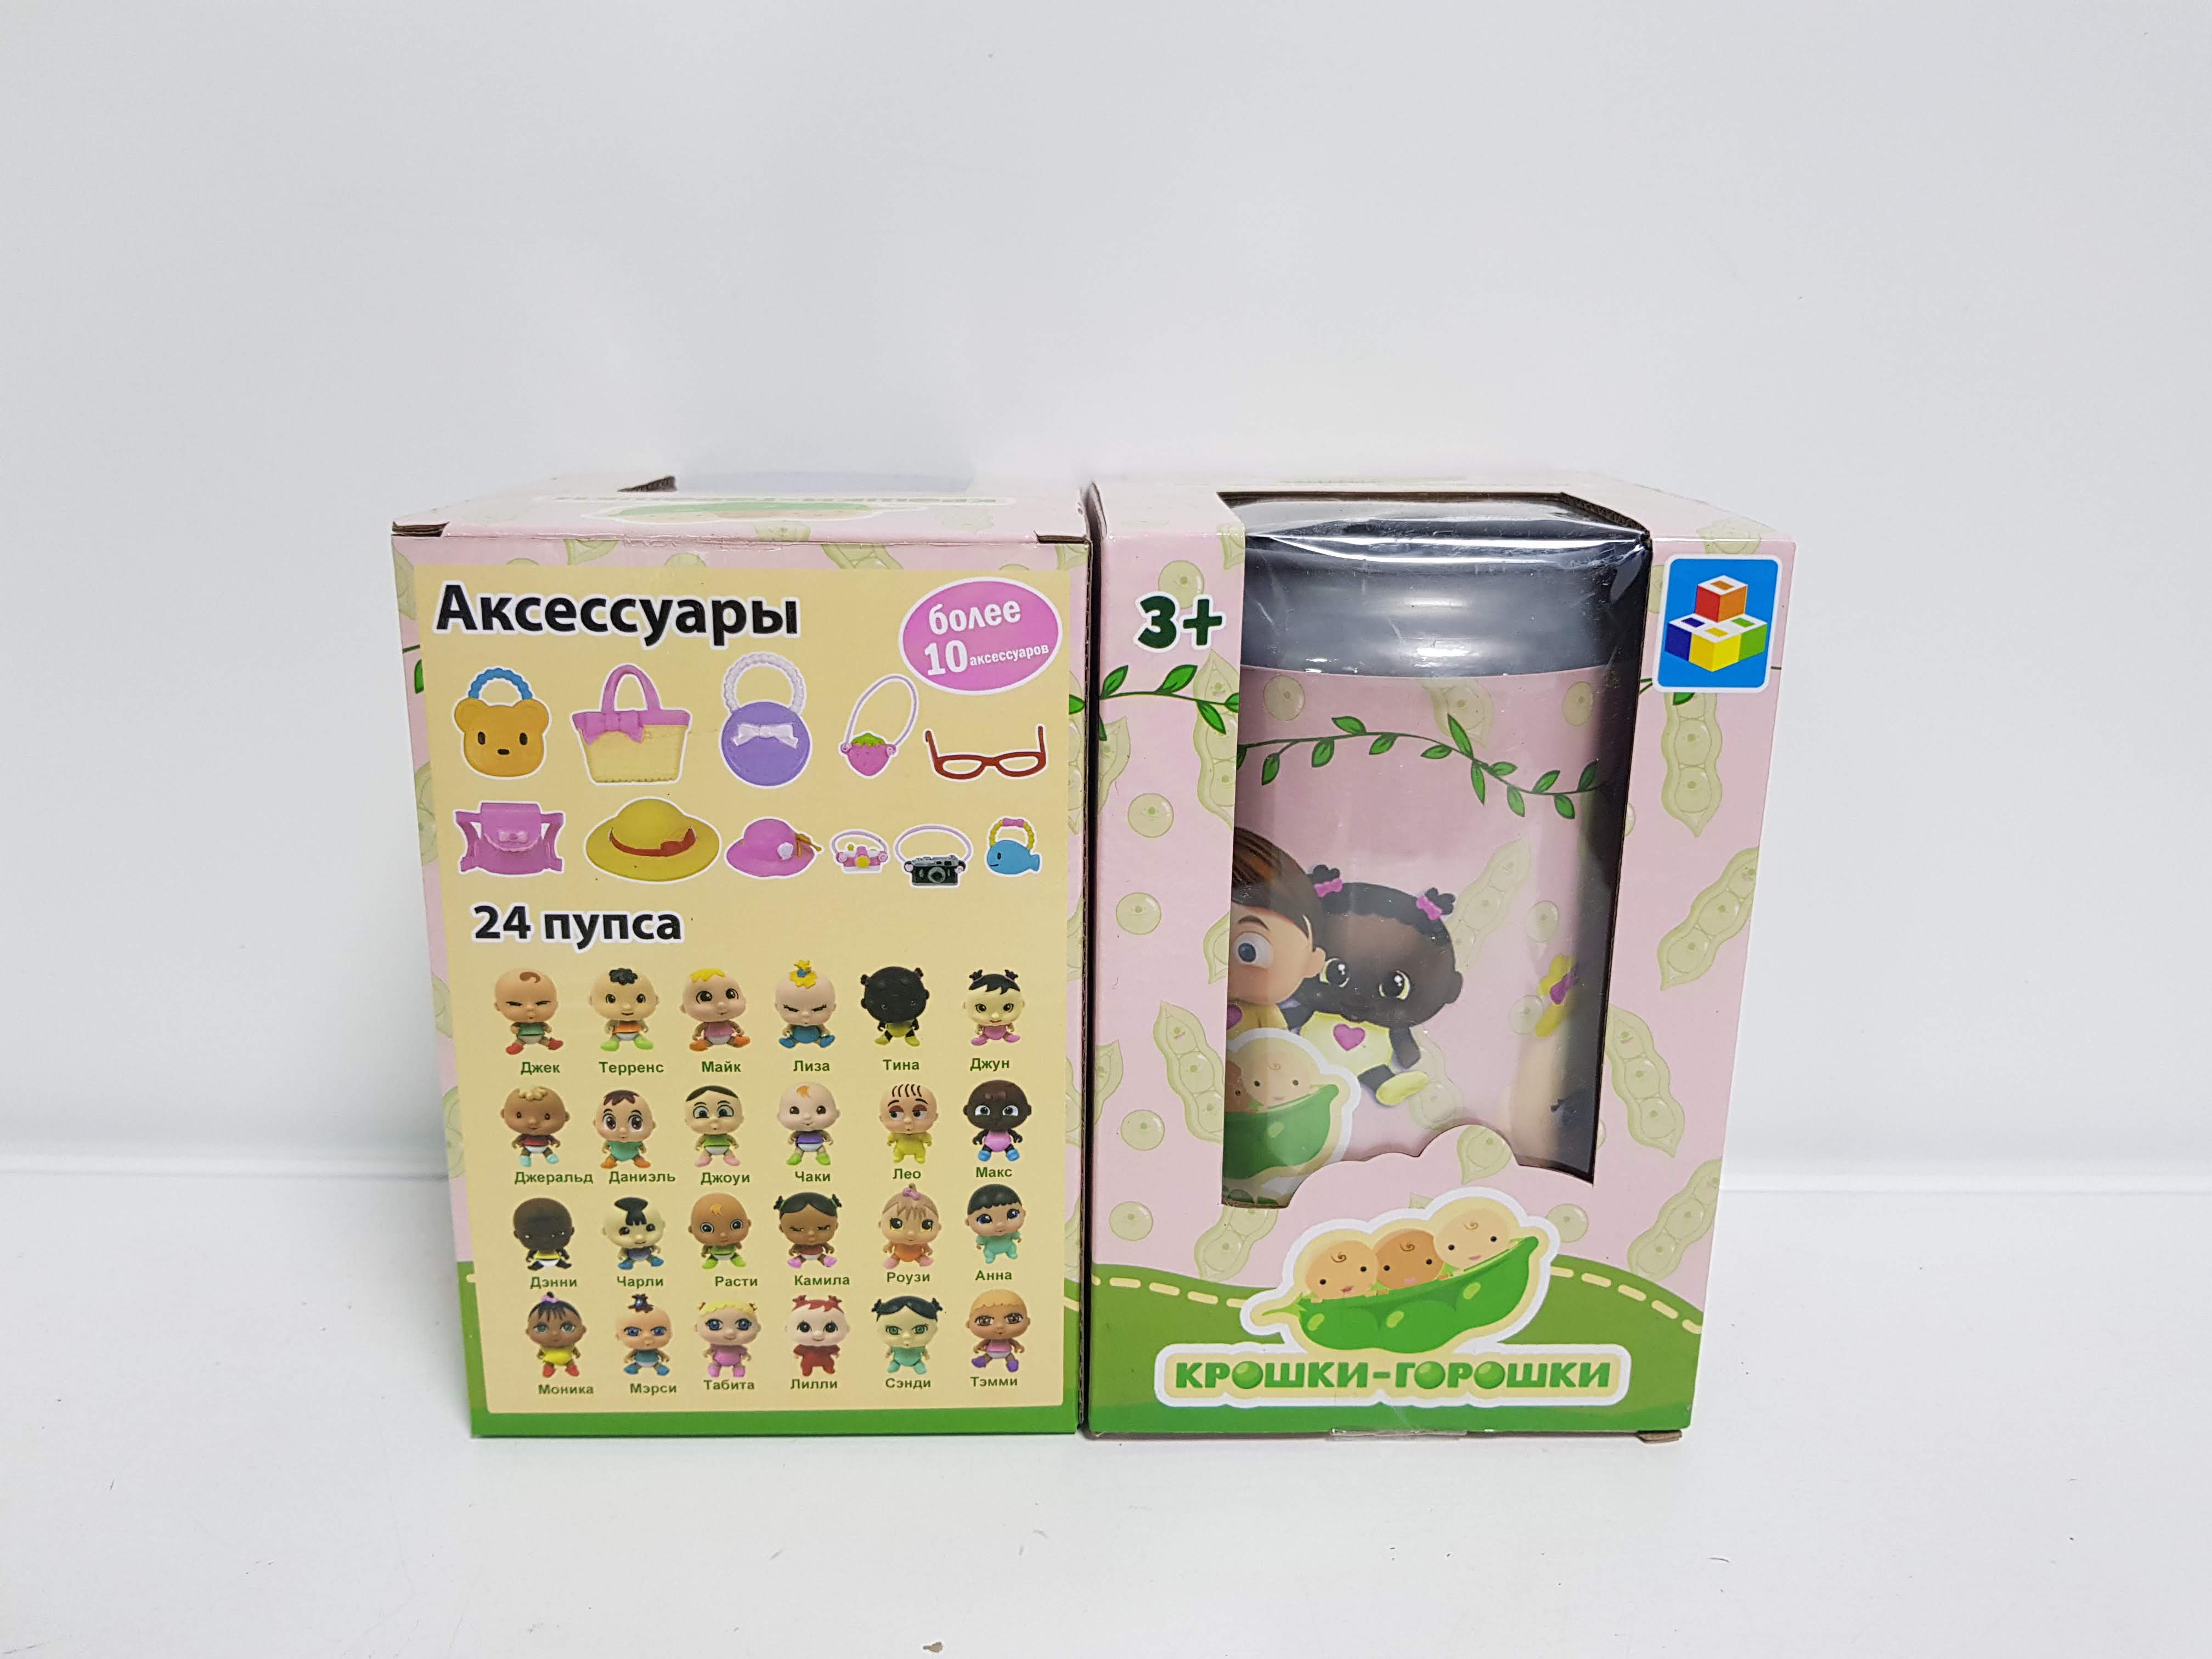 Аксессуары
более
10 аксессуаров
24 пупса
Джек Терренс Майк Лиза Тина Джун
Джеральд Даниэль Джоуи Чаки Лео Макс
Дэнни Чарли Расти Камила Роузи Анна
Моника Мэрси Табита Лилли Сэнди Тэмми
3+
КРОШКИ-ГОРОШКИ